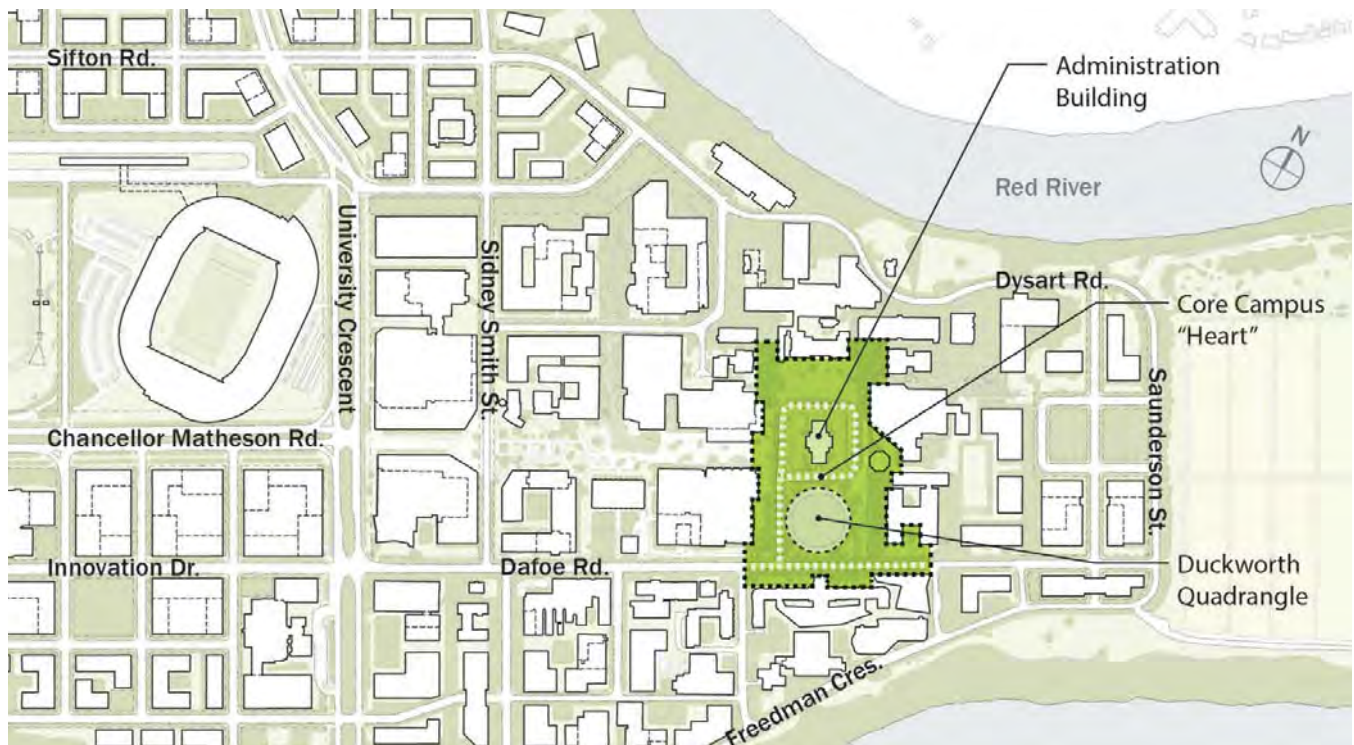 Sifton Rd.
Administration
Building
N
Red River
University Crescent
Sidney Smith St.
Dysart Rd.
Core Campus
“Heart”
Saunderson St.
Chancellor Matheson Rd.
Innovation Dr.
Dafoe Rd.
Duckworth
Quadrangle
Freedman Cres.